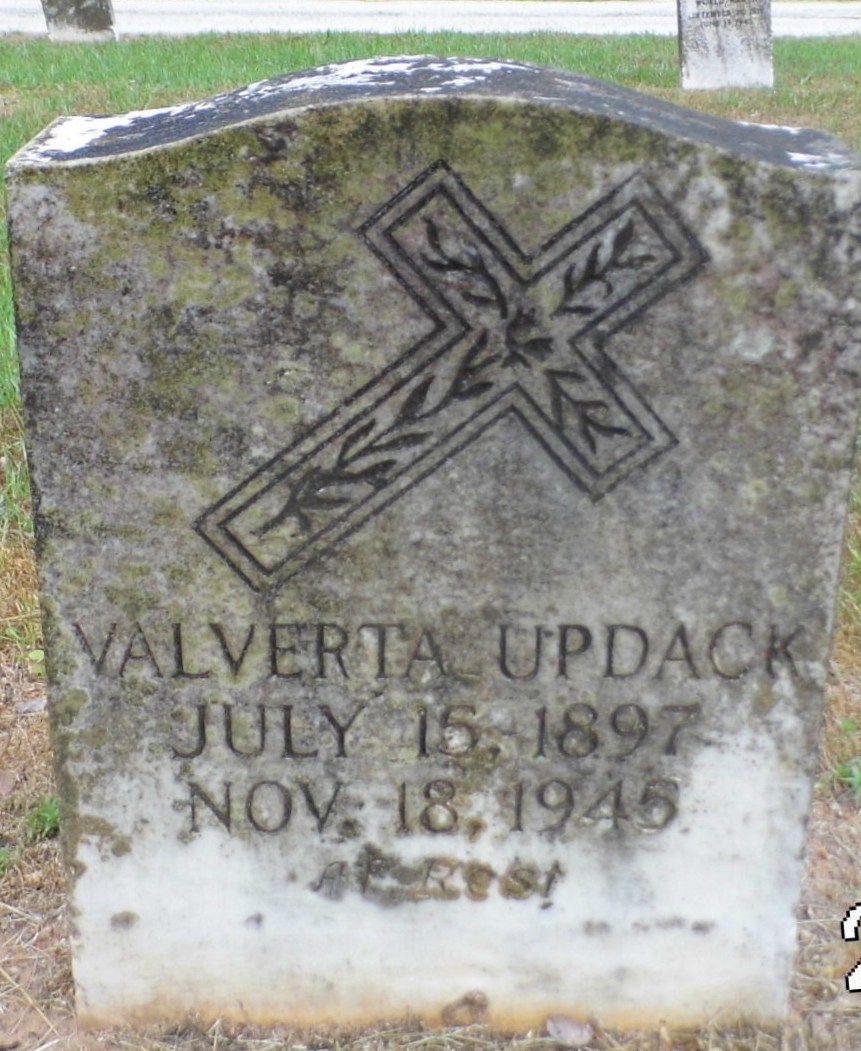 VALVERTA UPDACK
JULY 15, 1897
NOV. 18, 1945
At Rest